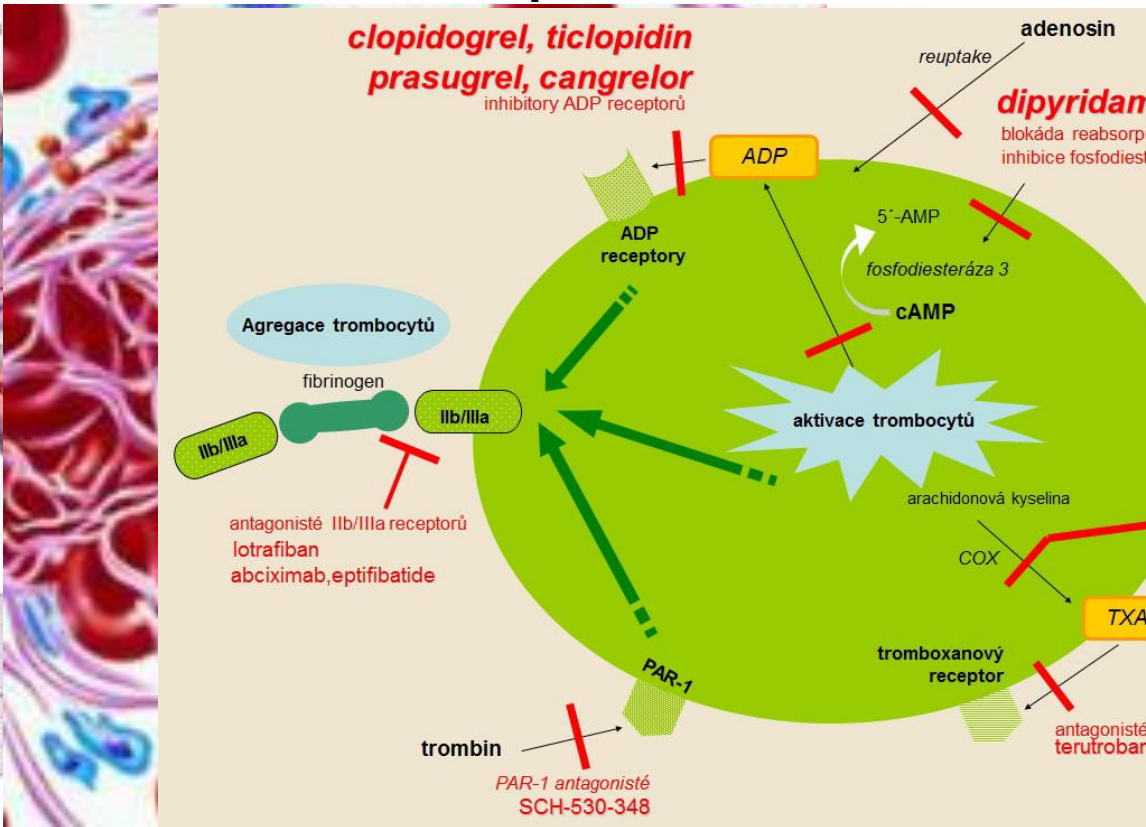 clopidogrel, ticlopidin
prasugrel, cangrelor
inhibitory ADP receptorů
adenosin
reuptake
dipyridam
blokáda reabsorp
inhibice fosfodiest
ADP
ADP
receptory
5´-AMP
fosfodiesteráza 3
cAMP
Agregace trombocytů
fibrinogen
IIb/IIIa
IIb/IIIa
aktivace trombocytů
antagonisté IIb/IIIa receptorů
lotrafiban
abciximab,eptifibatide
arachidonová kyselina
COX
TXA
tromboxanový
receptor
PAR-1
trombin
antagonisté
terutroban
PAR-1 antagonisté
SCH-530-348